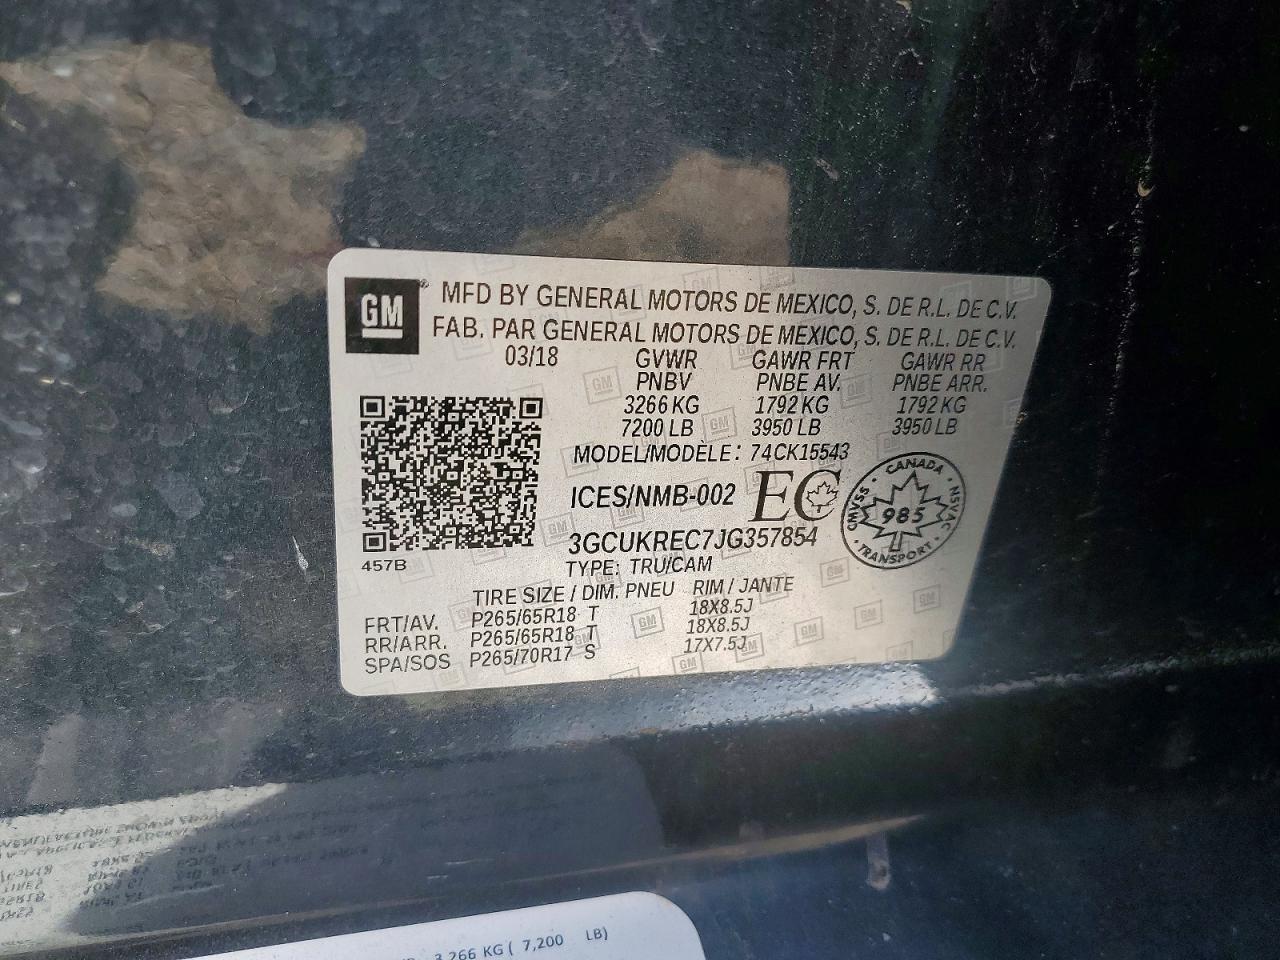 GM ® MFD BY GENERAL MOTORS DE MEXICO, S. DE R.L. DE C.V.
FAB. PAR GENERAL MOTORS DE MEXICO, S. DE R.L. DE C.V.
03/18 GVWR GAWR FRT GAWR RR
PNBV PNBE AV. PNBE ARR.
3266 KG 1792 KG 1792 KG
7200 LB 3950 LB 3950 LB
MODEL/MODÈLE: 74CK15543
ICES/NMB-002 EC
CANADA
CMVSS 985 NSVAC
TRANSPORT
3GCUKREC7JG357854
457B
TYPE: TRU/CAM
TIRE SIZE / DIM. PNEU RIM / JANTE
FRT/AV. P265/65R18 T 18X8.5J
RR/ARR. P265/65R18 T 18X8.5J
SPA/SOS P265/70R17 S 17X7.5J
3,266 KG ( 7,200 LB)